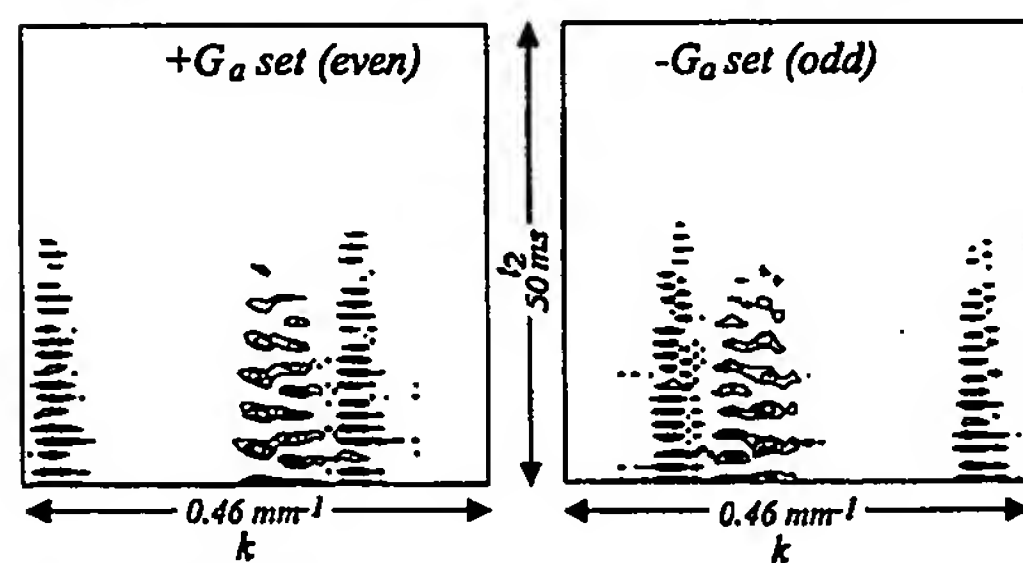 +Ga set (even)
-Ga set (odd)
t2
50 ms
0.46 mm-1
k
0.46 mm-1
k